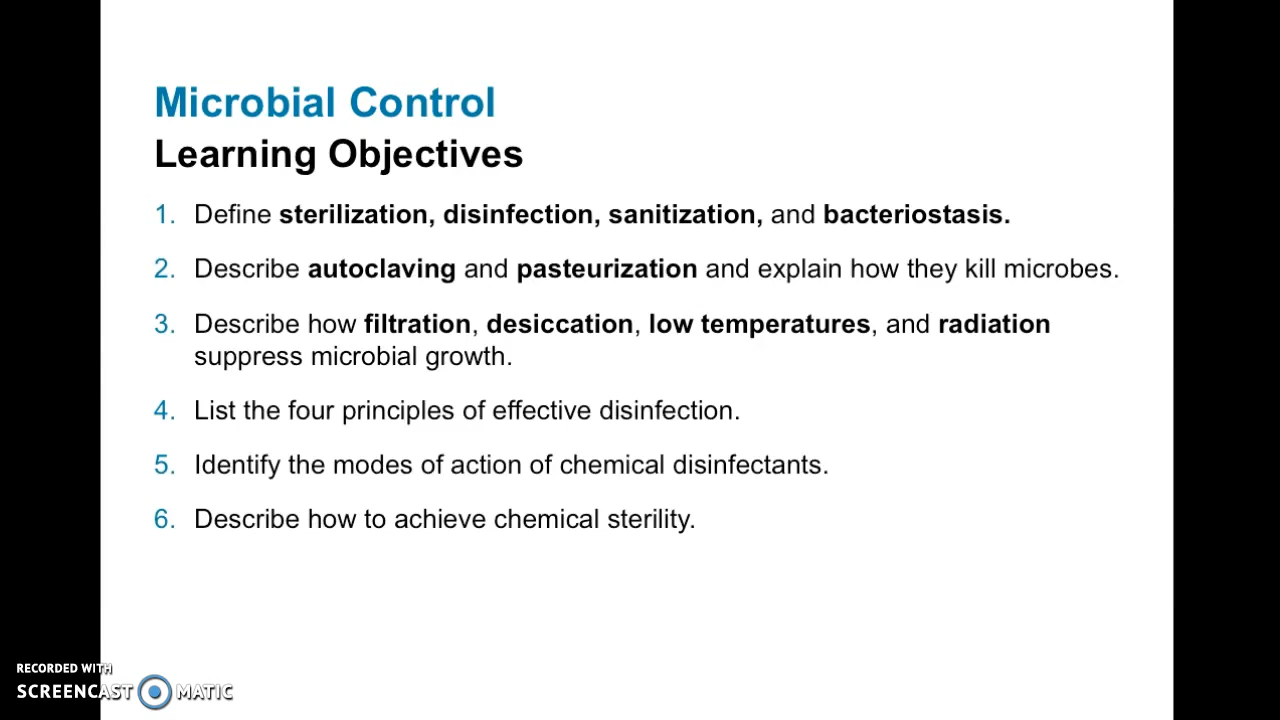 Microbial Control
Learning Objectives
1. Define sterilization, disinfection, sanitization, and bacteriostasis.
2. Describe autoclaving and pasteurization and explain how they kill microbes.
3. Describe how filtration, desiccation, low temperatures, and radiation
suppress microbial growth.
4. List the four principles of effective disinfection.
5. Identify the modes of action of chemical disinfectants.
6. Describe how to achieve chemical sterility.
RECORDED WITH
SCREENCAST MATIC